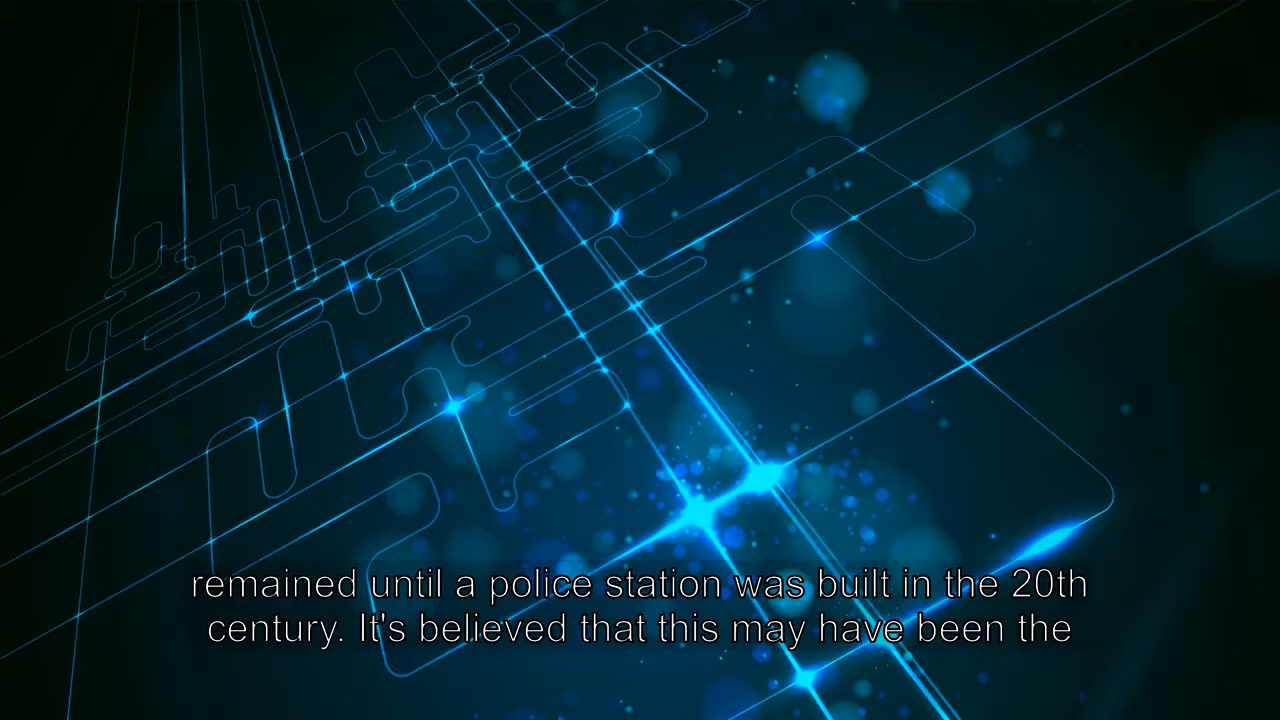 remained until a police station was built in the 20th
century. It's believed that this may have been the